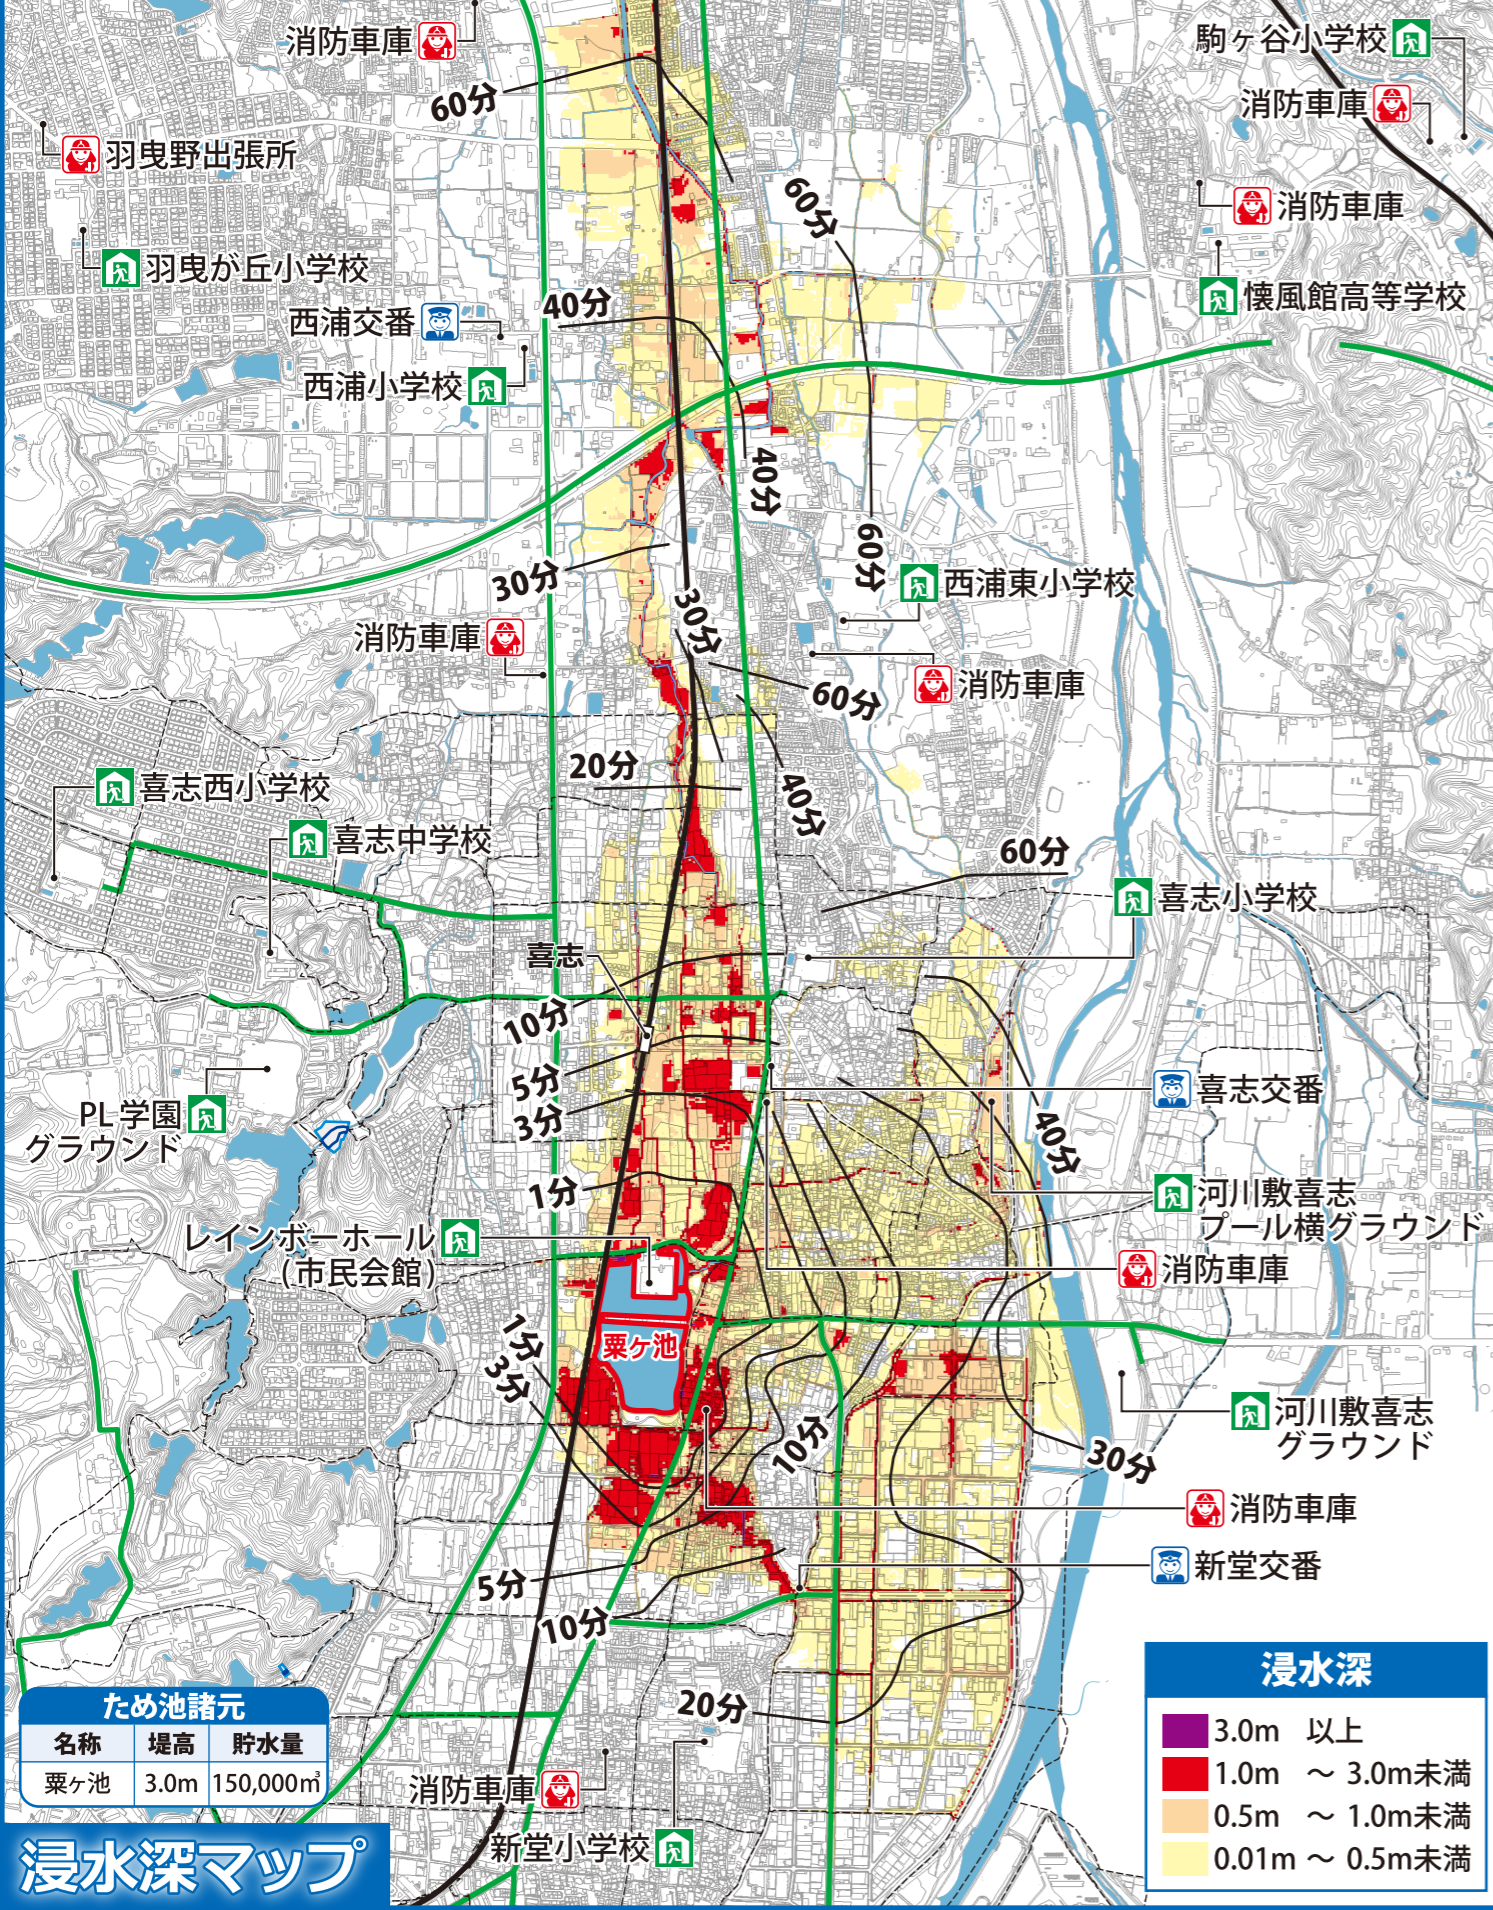 消防車庫
駒ヶ谷小学校
60分
消防車庫
羽曳野出張所
60分
消防車庫
羽曳が丘小学校
懐風館高等学校
40分
西浦交番
西浦小学校
40分
60分
30分
西浦東小学校
30分
消防車庫
消防車庫
60分
20分
喜志西小学校
40分
喜志中学校
60分
喜志小学校
喜志
10分
5分
喜志交番
3分
40分
PL学園
グラウンド
1分
河川敷喜志
プール横グラウンド
レインボーホール
(市民会館)
消防車庫
1分
粟ヶ池
3分
河川敷喜志
グラウンド
10分
30分
消防車庫
新堂交番
5分
10分
20分
消防車庫
新堂小学校
ため池諸元
名称 堤高 貯水量
粟ヶ池 3.0m 150,000㎥
浸水深マップ
浸水深
3.0m 以上
1.0m ～ 3.0m未満
0.5m ～ 1.0m未満
0.01m ～ 0.5m未満